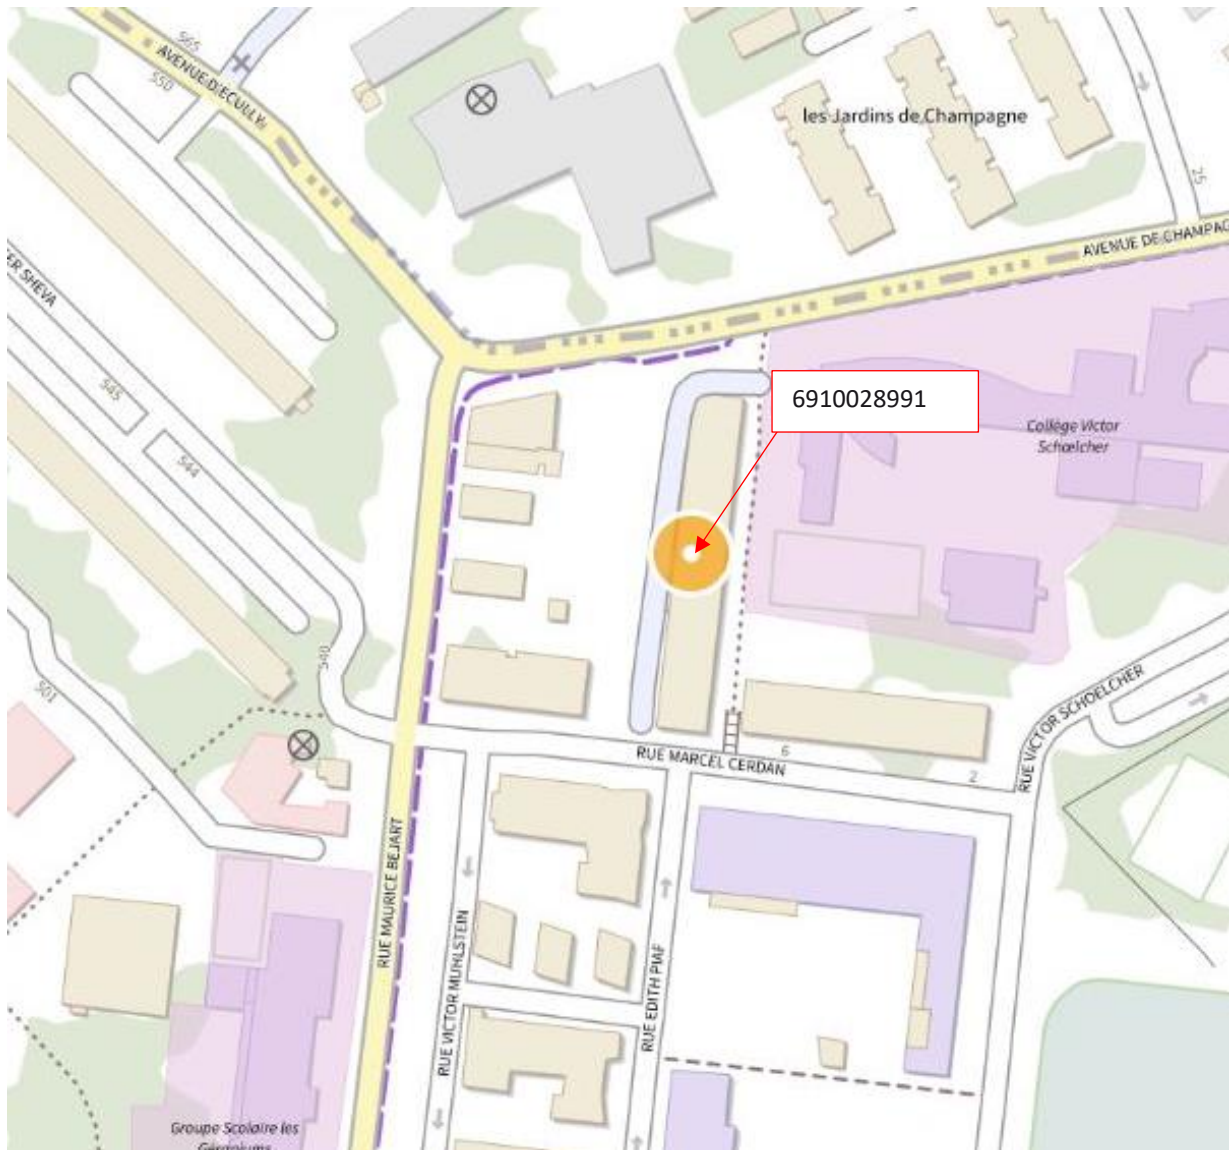 565
AVENUE D'ECULLY
550
les Jardins de Champagne
25
AVENUE DE CHAMPAG
ER SHEVA
545
544
6910028991
Collège Victor
Schœlcher
540
501
RUE VICTOR SCHOELCHER
RUE MARCEL CERDAN
6
2
RUE MAURICE BEJART
RUE VICTOR MUHLSTEIN
RUE EDITH PIAF
Groupe Scolaire les
Géraniums